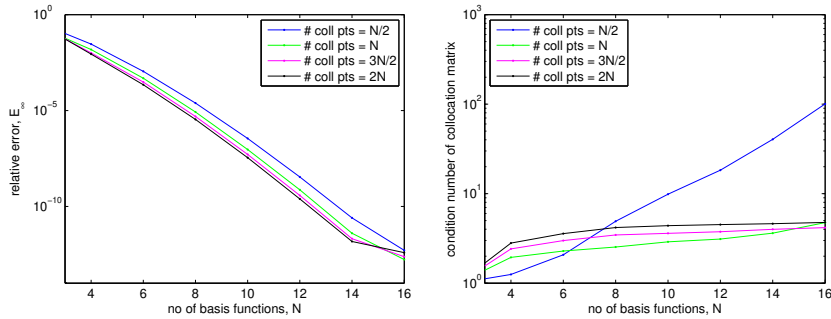 # coll pts = N/2
# coll pts = N
# coll pts = 3N/2
# coll pts = 2N
10^0
10^-5
10^-10
relative error, E_∞
4 6 8 10 12 14 16
no of basis functions, N
# coll pts = N/2
# coll pts = N
# coll pts = 3N/2
# coll pts = 2N
10^3
10^2
10^1
10^0
condition number of collocation matrix
4 6 8 10 12 14 16
no of basis functions, N